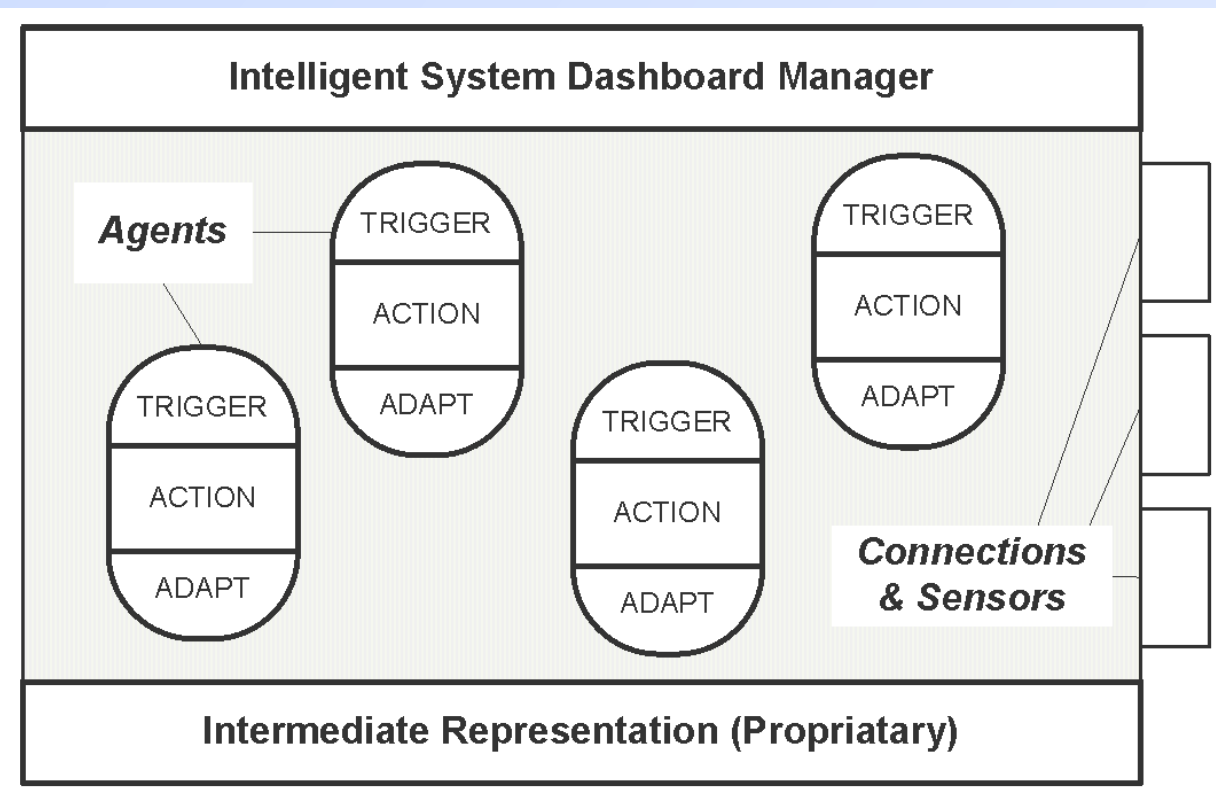 Intelligent System Dashboard Manager
Agents
TRIGGER
ACTION
ADAPT
TRIGGER
ACTION
ADAPT
TRIGGER
ACTION
ADAPT
TRIGGER
ACTION
ADAPT
Connections
& Sensors
Intermediate Representation (Propriatary)